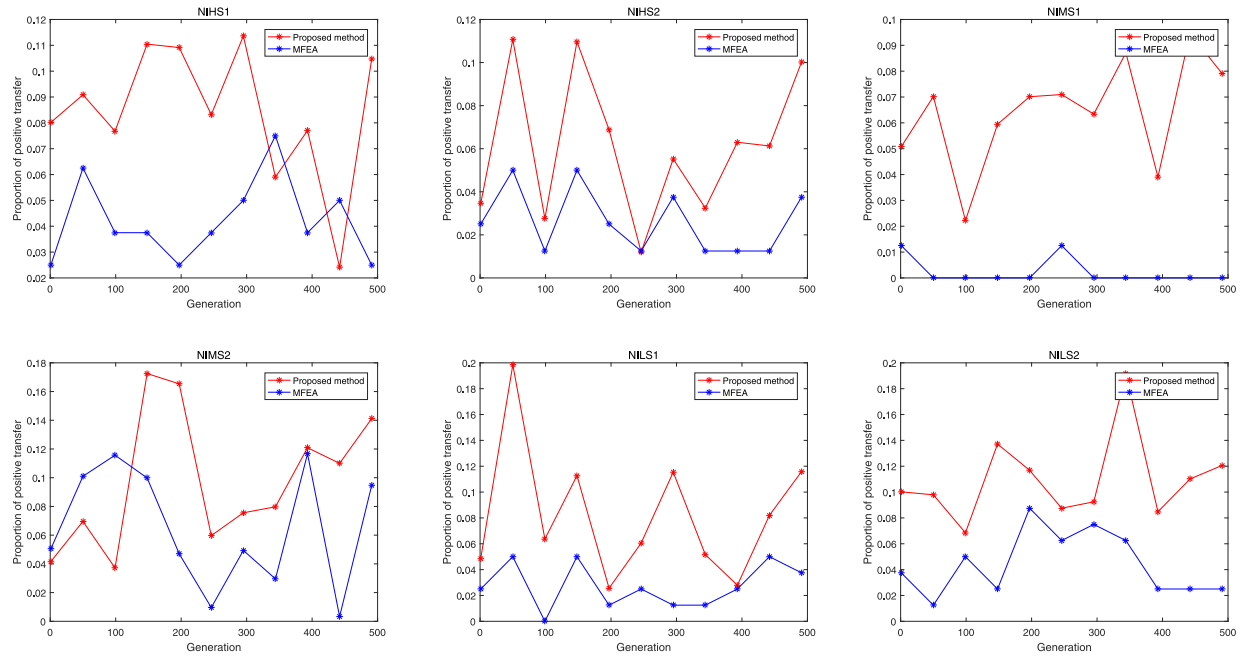 NIHS1
0.12
0.11
0.1
0.09
0.08
0.07
0.06
0.05
0.04
0.03
0.02
Proportion of positive transfer
Proposed method
MFEA
0 100 200 300 400 500
Generation
NIHS2
0.12
0.1
0.08
0.06
0.04
0.02
0
Proportion of positive transfer
Proposed method
MFEA
0 100 200 300 400 500
Generation
NIMS1
0.1
0.09
0.08
0.07
0.06
0.05
0.04
0.03
0.02
0.01
0
Proportion of positive transfer
Proposed method
MFEA
0 100 200 300 400 500
Generation
NIMS2
0.18
0.16
0.14
0.12
0.1
0.08
0.06
0.04
0.02
0
Proportion of positive transfer
Proposed method
MFEA
0 100 200 300 400 500
Generation
NILS1
0.2
0.18
0.16
0.14
0.12
0.1
0.08
0.06
0.04
0.02
0
Proportion of positive transfer
Proposed method
MFEA
0 100 200 300 400 500
Generation
NILS2
0.2
0.18
0.16
0.14
0.12
0.1
0.08
0.06
0.04
0.02
0
Proportion of positive transfer
Proposed method
MFEA
0 100 200 300 400 500
Generation